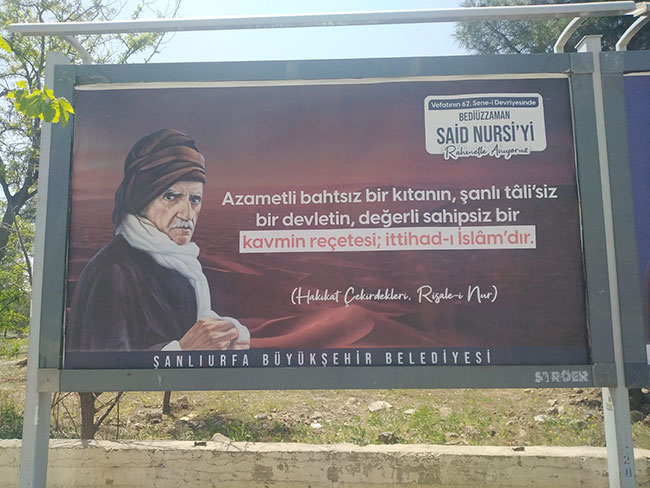 Vefatının 62. Sene-i Devriyesinde
BEDİÜZZAMAN
SAİD NURSİ'Yİ
Rahmetle Anıyoruz
Azametli bahtsız bir kıtanın, şanlı tâli'siz
bir devletin, değerli sahipsiz bir
kavmin reçetesi; ittihad-ı İslâm'dır.
(Hakikat Çekirdekleri, Risale-i Nur)
ŞANLIURFA BÜYÜKŞEHİR BELEDİYESİ
STRÖER